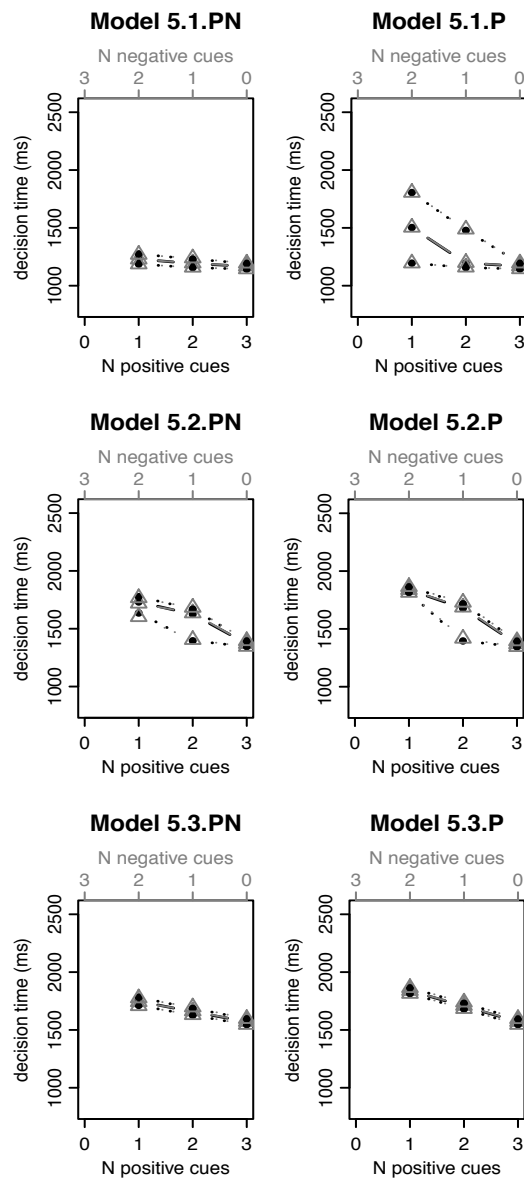 Model 5.1.PN
N negative cues
3 2 1 0
decision time (ms)
1000 1500 2000 2500
0 1 2 3
N positive cues
Model 5.1.P
N negative cues
3 2 1 0
decision time (ms)
1000 1500 2000 2500
0 1 2 3
N positive cues
Model 5.2.PN
N negative cues
3 2 1 0
decision time (ms)
1000 1500 2000 2500
0 1 2 3
N positive cues
Model 5.2.P
N negative cues
3 2 1 0
decision time (ms)
1000 1500 2000 2500
0 1 2 3
N positive cues
Model 5.3.PN
N negative cues
3 2 1 0
decision time (ms)
1000 1500 2000 2500
0 1 2 3
N positive cues
Model 5.3.P
N negative cues
3 2 1 0
decision time (ms)
1000 1500 2000 2500
0 1 2 3
N positive cues